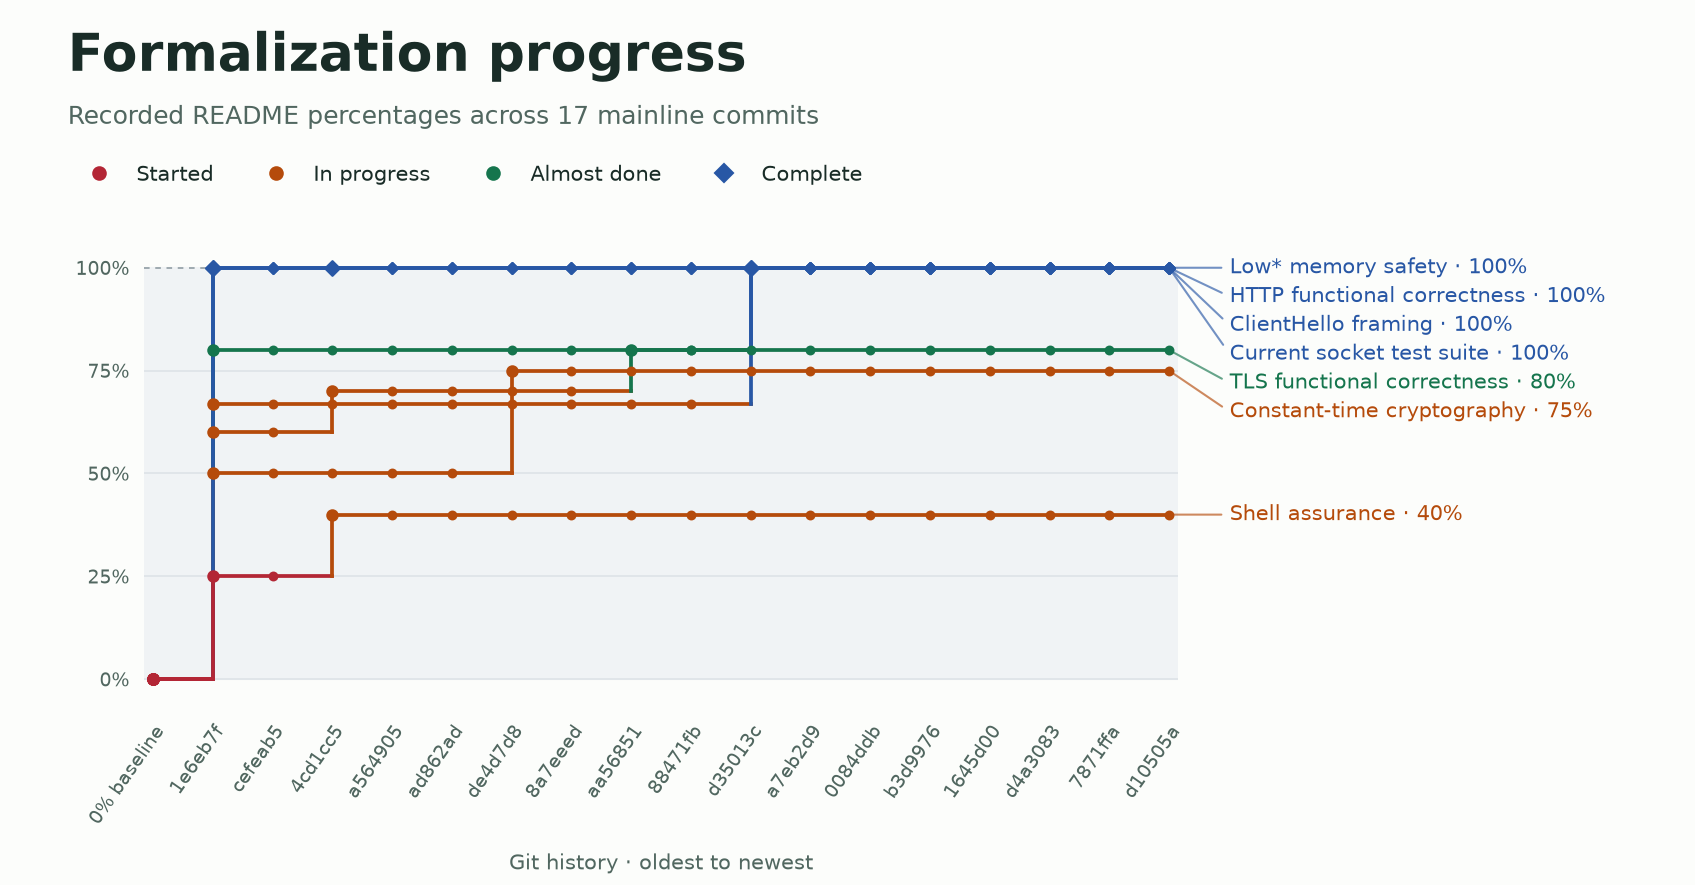 Formalization progress
Recorded README percentages across 17 mainline commits
Started
In progress
Almost done
Complete
100%
75%
50%
25%
0%
Low* memory safety · 100%
HTTP functional correctness · 100%
ClientHello framing · 100%
Current socket test suite · 100%
TLS functional correctness · 80%
Constant-time cryptography · 75%
Shell assurance · 40%
0% baseline
1e6eb7f
cefeab5
4cd1cc5
a564905
ad862ad
de4d7d8
8a7eeed
aa56851
88471fb
d35013c
a7eb2d9
0084ddb
b3d9976
1645d00
d4a3083
7871ffa
d10505a
Git history · oldest to newest